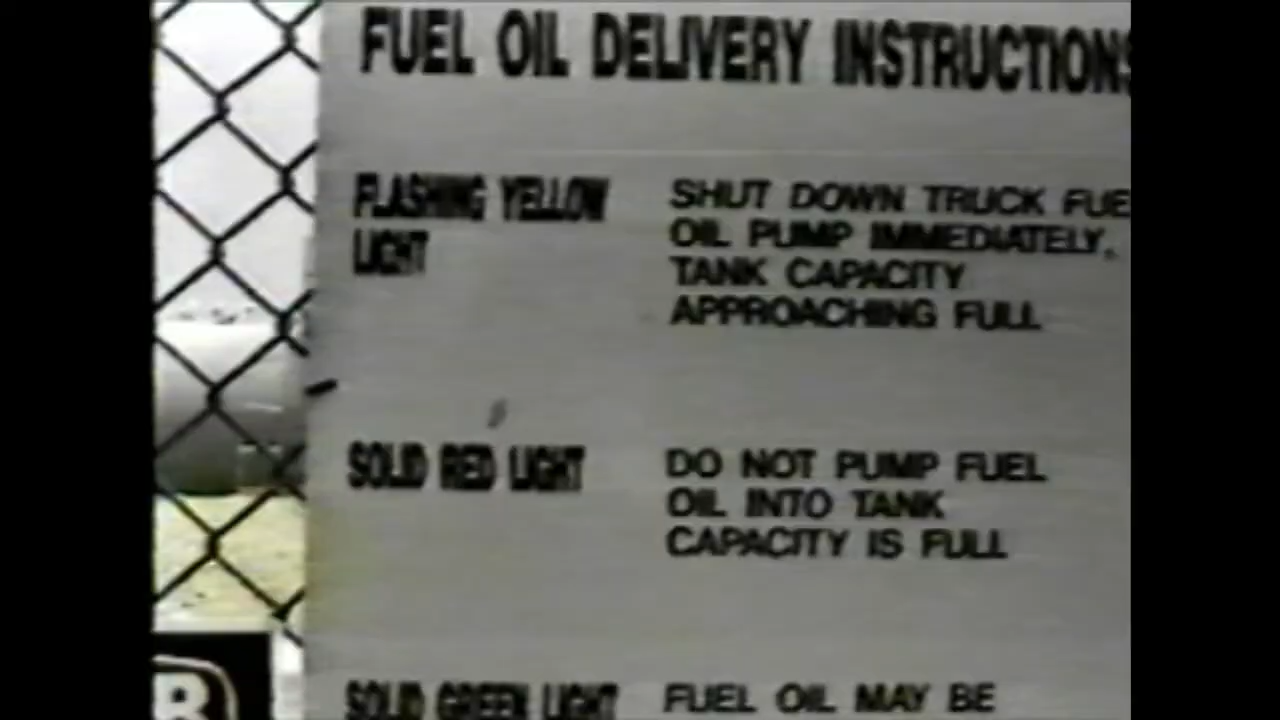 FUEL OIL DELIVERY INSTRUCTIONS
FLASHING YELLOW
LIGHT
SHUT DOWN TRUCK FUE
OIL PUMP IMMEDIATELY,
TANK CAPACITY
APPROACHING FULL
SOLID RED LIGHT
DO NOT PUMP FUEL
OIL INTO TANK
CAPACITY IS FULL
SOLID GREEN LIGHT
FUEL OIL MAY BE
R